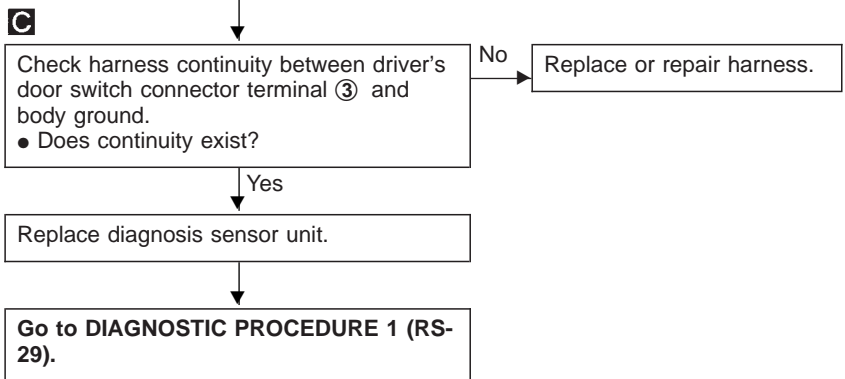 C
Check harness continuity between driver's
door switch connector terminal ③ and
body ground.
● Does continuity exist?
No
Replace or repair harness.
Yes
Replace diagnosis sensor unit.
Go to DIAGNOSTIC PROCEDURE 1 (RS-
29).